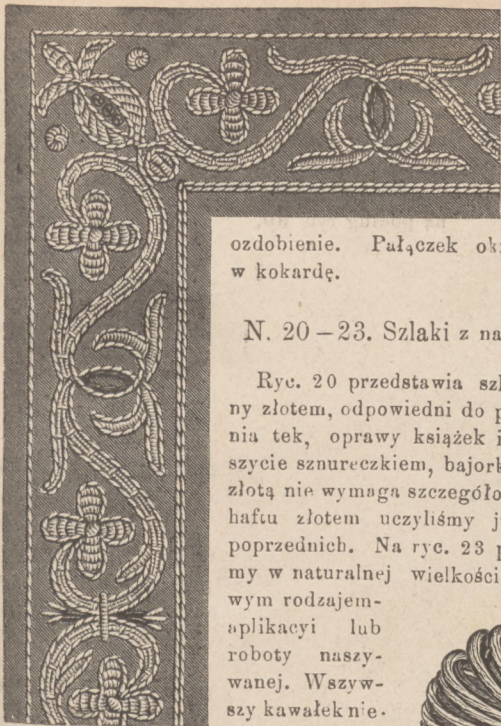 ozdobienie. Pałączek
w kokardę.
N. 20—23. Szlaki z
Ryc. 20 przedstawia
ny złotem, odpowiedni do
nia tek, oprawy książek i
szycie sznureczkiem,
złotą nie wymaga
haftu złotem uczyliśmy
poprzednich. Na ryc. 23
my w naturalnej wielkości
wym rodzajem-
aplikacyi lub
roboty naszy-
wanej. Wszyw-
szy kawałek nie-